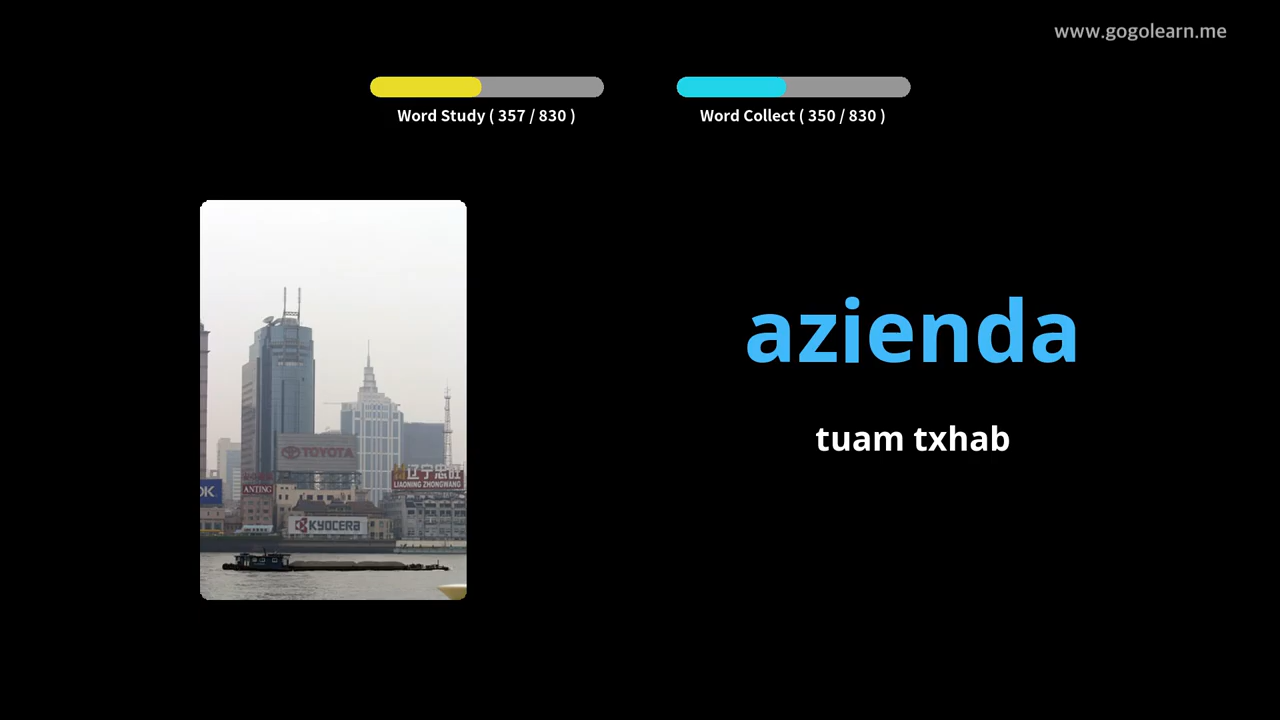 www.gogolearn.me
Word Study ( 357 / 830 )
Word Collect ( 350 / 830 )
azienda
tuam txhab
TOYOTA
辽宁忠旺
LIAONING ZHONGWANG
OK
ANTING
KYOCERA